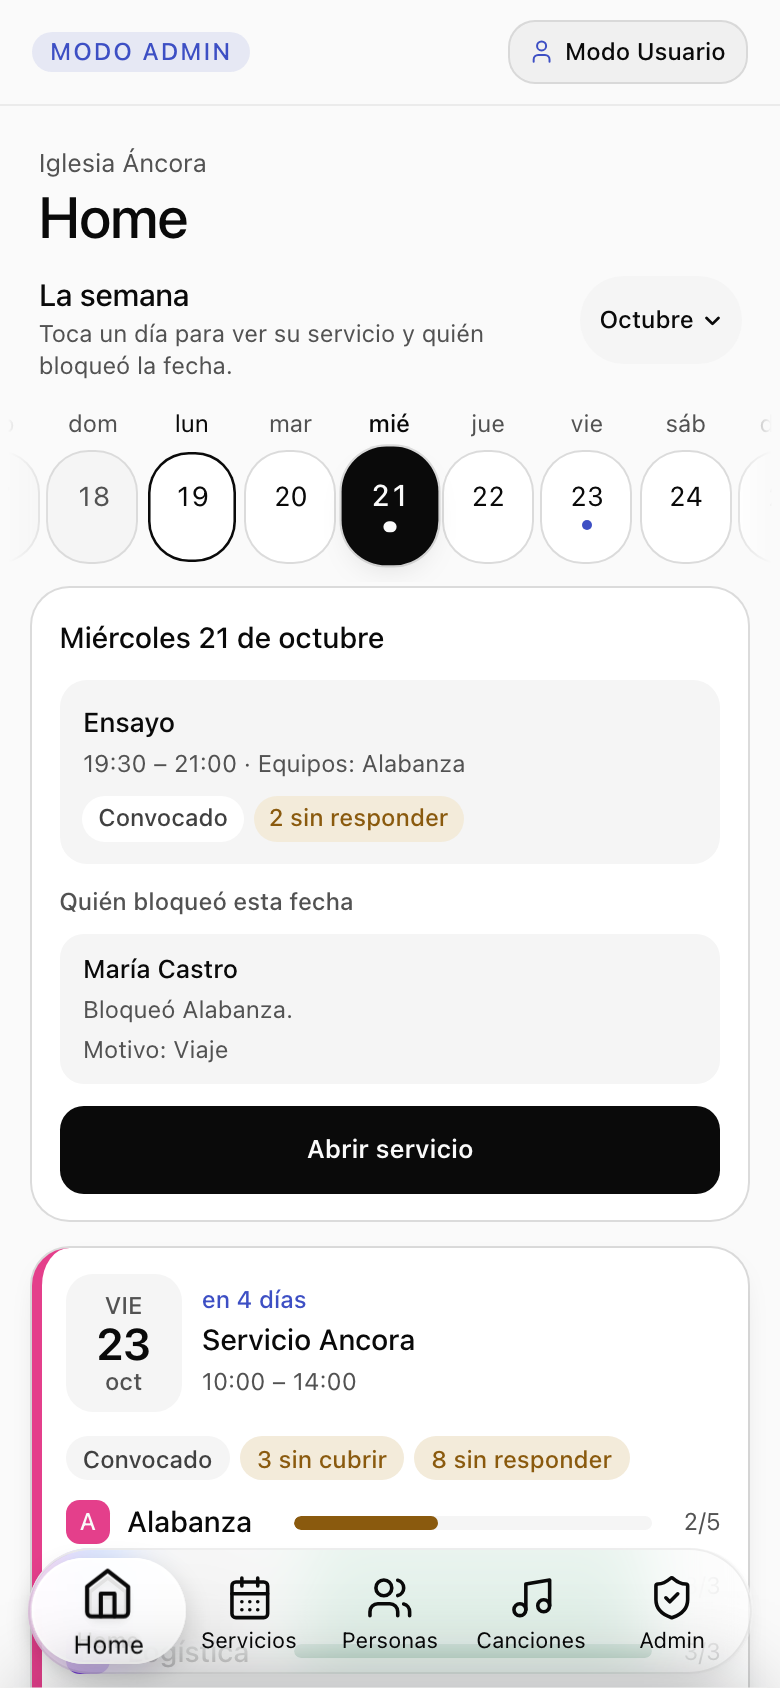 MODO ADMIN
Modo Usuario
Iglesia Áncora
Home
La semana
Toca un día para ver su servicio y quién
bloqueó la fecha.
Octubre
dom lun mar mié jue vie sáb
18 19 20 21 22 23 24
Miércoles 21 de octubre
Ensayo
19:30 – 21:00 · Equipos: Alabanza
Convocado 2 sin responder
Quién bloqueó esta fecha
María Castro
Bloqueó Alabanza.
Motivo: Viaje
Abrir servicio
VIE
23
oct
en 4 días
Servicio Ancora
10:00 – 14:00
Convocado 3 sin cubrir 8 sin responder
A Alabanza 2/5
Home Servicios Personas Canciones Admin
3/3